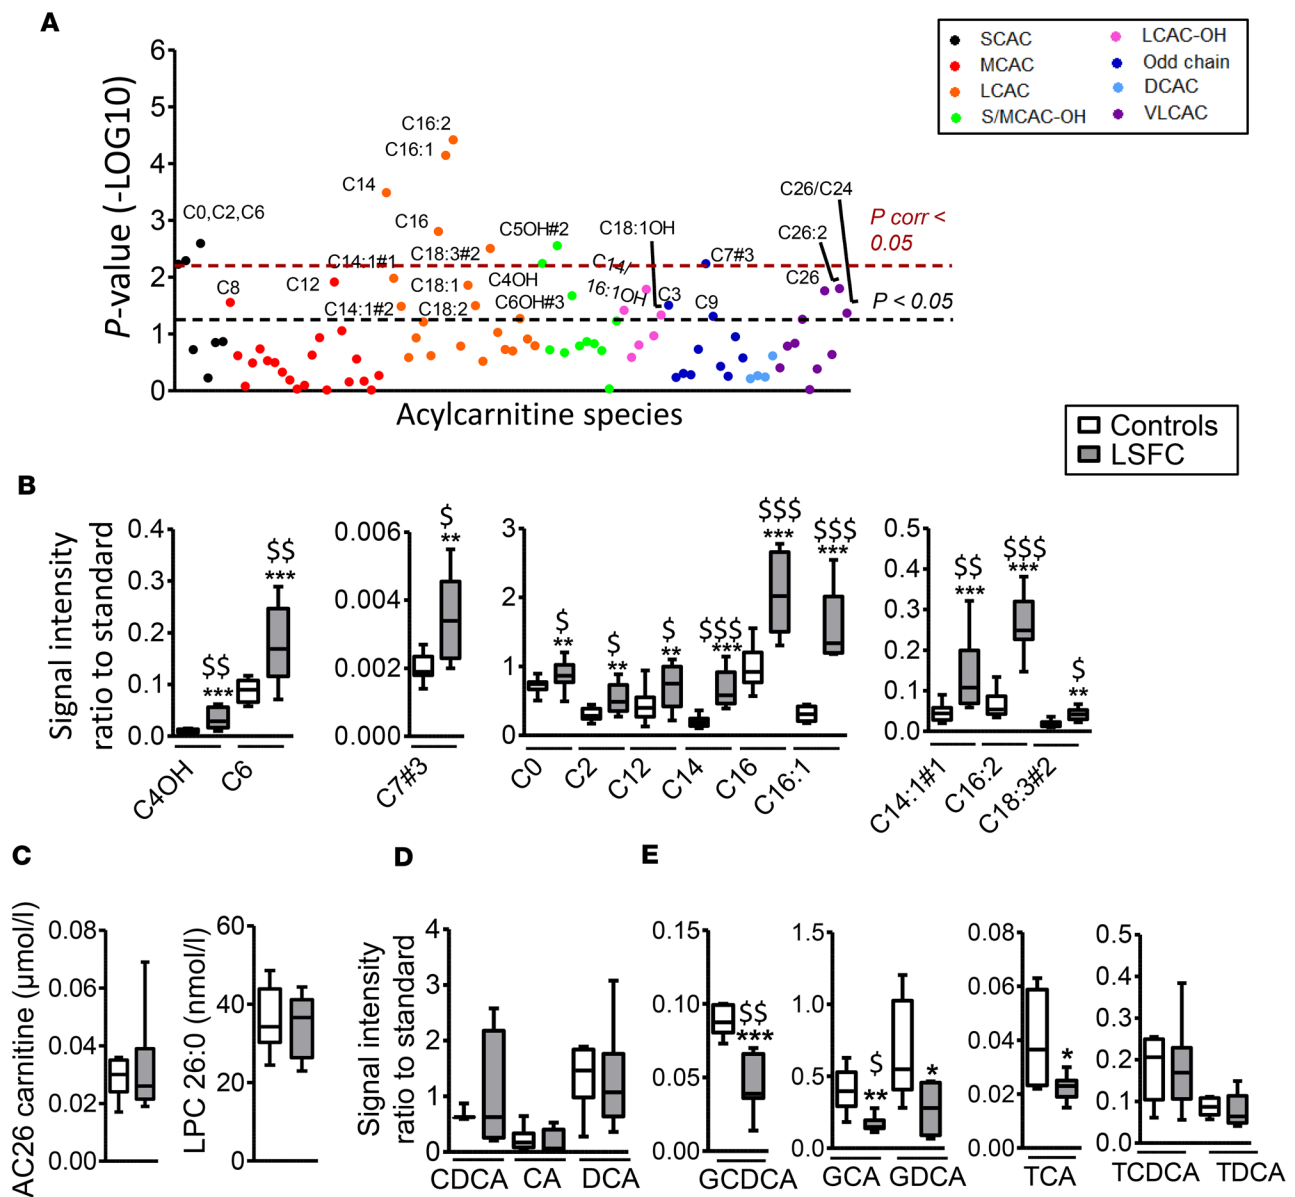 A
SCAC
MCAC
LCAC
S/MCAC-OH
LCAC-OH
Odd chain
DCAC
VLCAC
P-value (-LOG10)
6
5
4
3
2
1
0
C16:2
C16:1
C14
C0,C2,C6
C16
C5OH#2
C18:1OH
C26/C24
P corr <
0.05
C26:2
C14:1#1
C18:3#2
C14/
C7#3
C8
C12
C18:1
C4OH
16:1OH
C3
C9
C26
P < 0.05
C14:1#2
C18:2
C6OH#3
Acylcarnitine species
Controls
LSFC
B
Signal intensity
ratio to standard
0.4
0.3
0.2
0.1
0.0
$$
***
$$
***
C4OH
C6
0.006
0.004
0.002
0.000
$
**
C7#3
3
2
1
0
$
**
$
**
$
**
$$$
***
$$$
***
$$$
***
C0
C2
C12
C14
C16
C16:1
0.5
0.4
0.3
0.2
0.1
0.0
$$
***
$$$
***
$
**
C14:1#1
C16:2
C18:3#2
C
AC26 carnitine (µmol/l)
0.08
0.06
0.04
0.02
0.00
LPC 26:0 (nmol/l)
60
40
20
0
D
Signal intensity
ratio to standard
4
3
2
1
0
CDCA
CA
DCA
E
0.15
0.10
0.05
0.00
$$
***
GCDCA
1.5
1.0
0.5
0.0
$
**
*
GCA
GDCA
0.08
0.06
0.04
0.02
0.00
*
TCA
0.5
0.4
0.3
0.2
0.1
0.0
TCDCA
TDCA